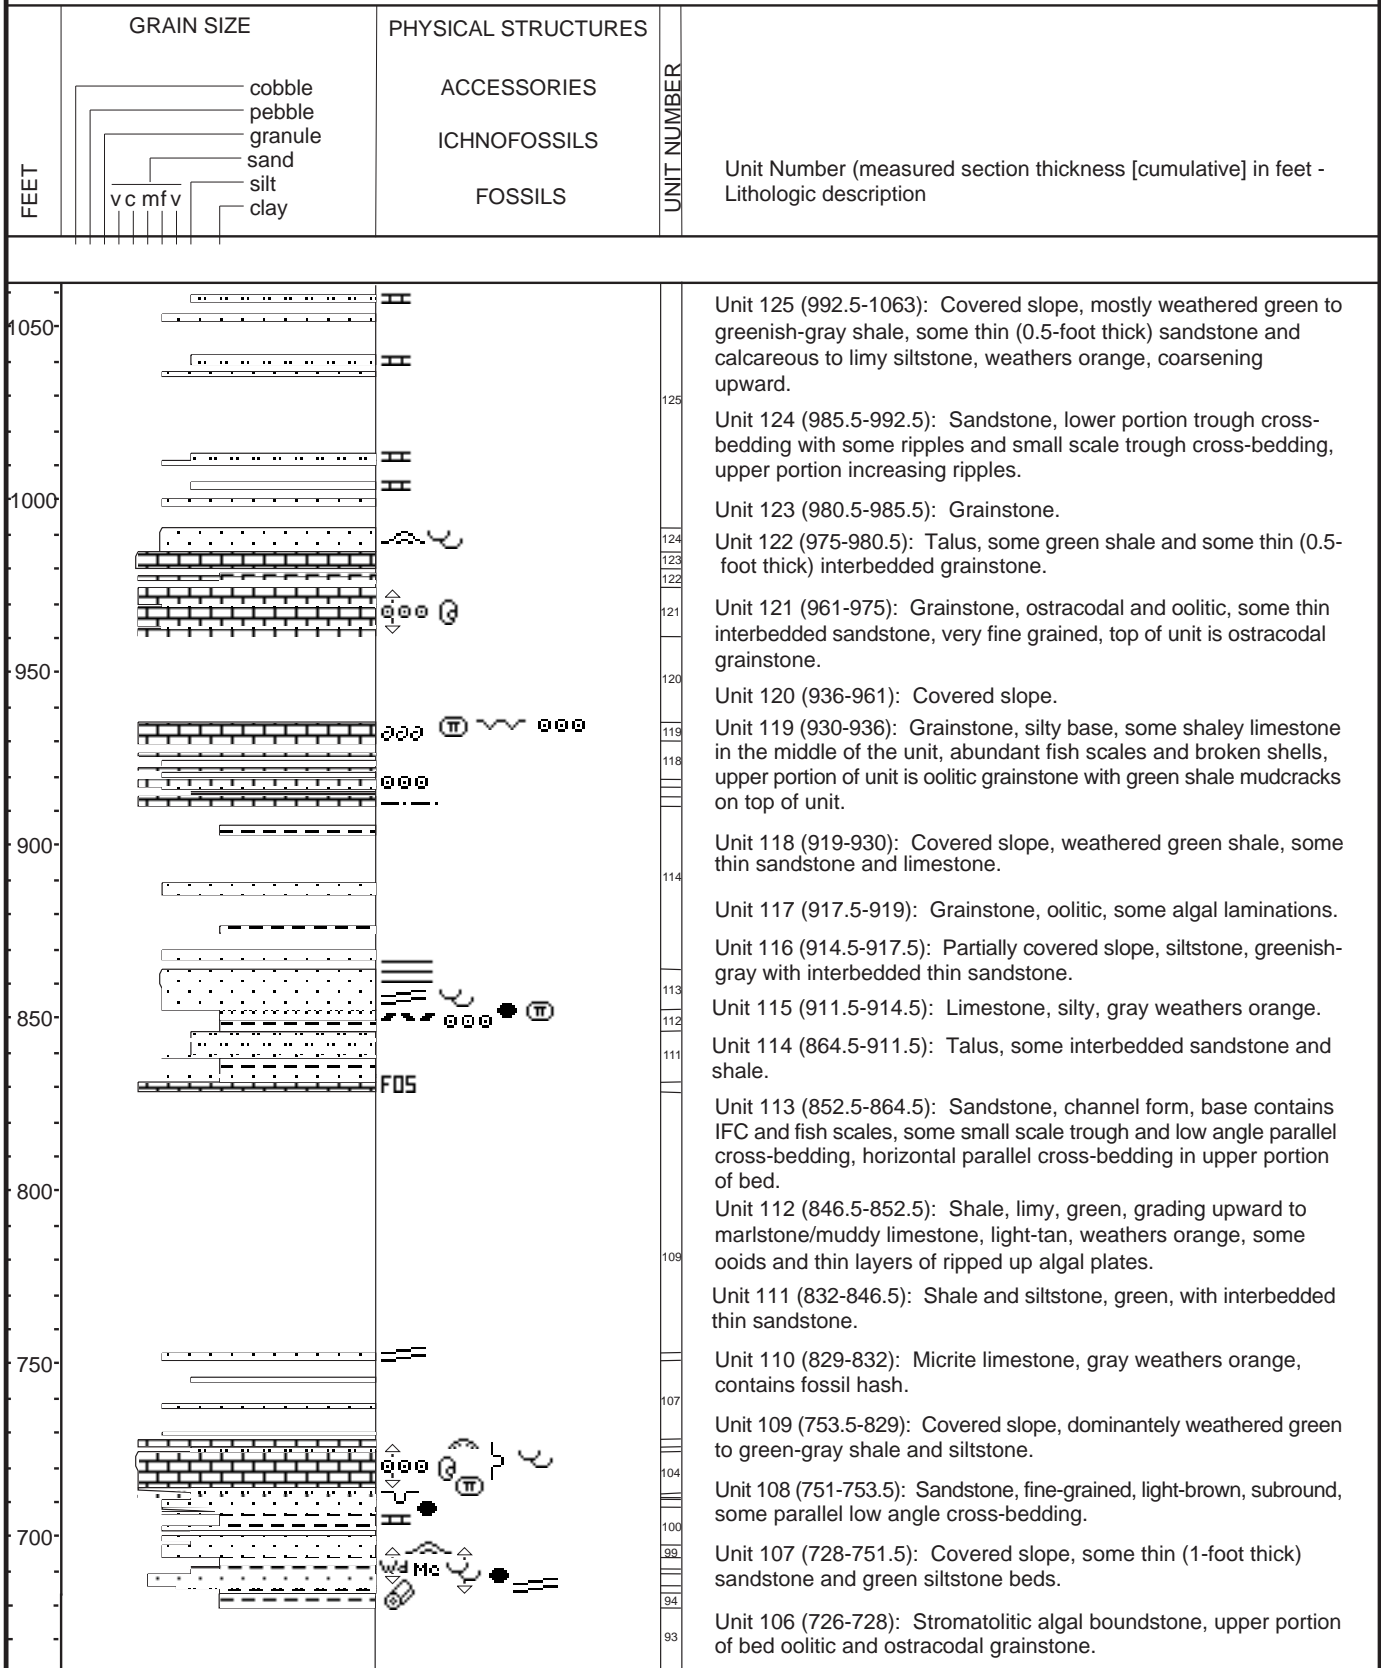 GRAIN SIZE
PHYSICAL STRUCTURES
ACCESSORIES
ICHNOFOSSILS
FOSSILS
cobble
pebble
granule
sand
silt
clay
v c m f v
FEET
UNIT NUMBER
Unit Number (measured section thickness [cumulative] in feet -
Lithologic description
1050
1000
950
900
850
800
750
700
FOS
Wd Mc
125
124
123
122
121
120
119
118
114
113
112
111
109
107
104
100
99
94
93
Unit 125 (992.5-1063): Covered slope, mostly weathered green to
greenish-gray shale, some thin (0.5-foot thick) sandstone and
calcareous to limy siltstone, weathers orange, coarsening
upward.
Unit 124 (985.5-992.5): Sandstone, lower portion trough cross-
bedding with some ripples and small scale trough cross-bedding,
upper portion increasing ripples.
Unit 123 (980.5-985.5): Grainstone.
Unit 122 (975-980.5): Talus, some green shale and some thin (0.5-
foot thick) interbedded grainstone.
Unit 121 (961-975): Grainstone, ostracodal and oolitic, some thin
interbedded sandstone, very fine grained, top of unit is ostracodal
grainstone.
Unit 120 (936-961): Covered slope.
Unit 119 (930-936): Grainstone, silty base, some shaley limestone
in the middle of the unit, abundant fish scales and broken shells,
upper portion of unit is oolitic grainstone with green shale mudcracks
on top of unit.
Unit 118 (919-930): Covered slope, weathered green shale, some
thin sandstone and limestone.
Unit 117 (917.5-919): Grainstone, oolitic, some algal laminations.
Unit 116 (914.5-917.5): Partially covered slope, siltstone, greenish-
gray with interbedded thin sandstone.
Unit 115 (911.5-914.5): Limestone, silty, gray weathers orange.
Unit 114 (864.5-911.5): Talus, some interbedded sandstone and
shale.
Unit 113 (852.5-864.5): Sandstone, channel form, base contains
IFC and fish scales, some small scale trough and low angle parallel
cross-bedding, horizontal parallel cross-bedding in upper portion
of bed.
Unit 112 (846.5-852.5): Shale, limy, green, grading upward to
marlstone/muddy limestone, light-tan, weathers orange, some
ooids and thin layers of ripped up algal plates.
Unit 111 (832-846.5): Shale and siltstone, green, with interbedded
thin sandstone.
Unit 110 (829-832): Micrite limestone, gray weathers orange,
contains fossil hash.
Unit 109 (753.5-829): Covered slope, dominantely weathered green
to green-gray shale and siltstone.
Unit 108 (751-753.5): Sandstone, fine-grained, light-brown, subround,
some parallel low angle cross-bedding.
Unit 107 (728-751.5): Covered slope, some thin (1-foot thick)
sandstone and green siltstone beds.
Unit 106 (726-728): Stromatolitic algal boundstone, upper portion
of bed oolitic and ostracodal grainstone.